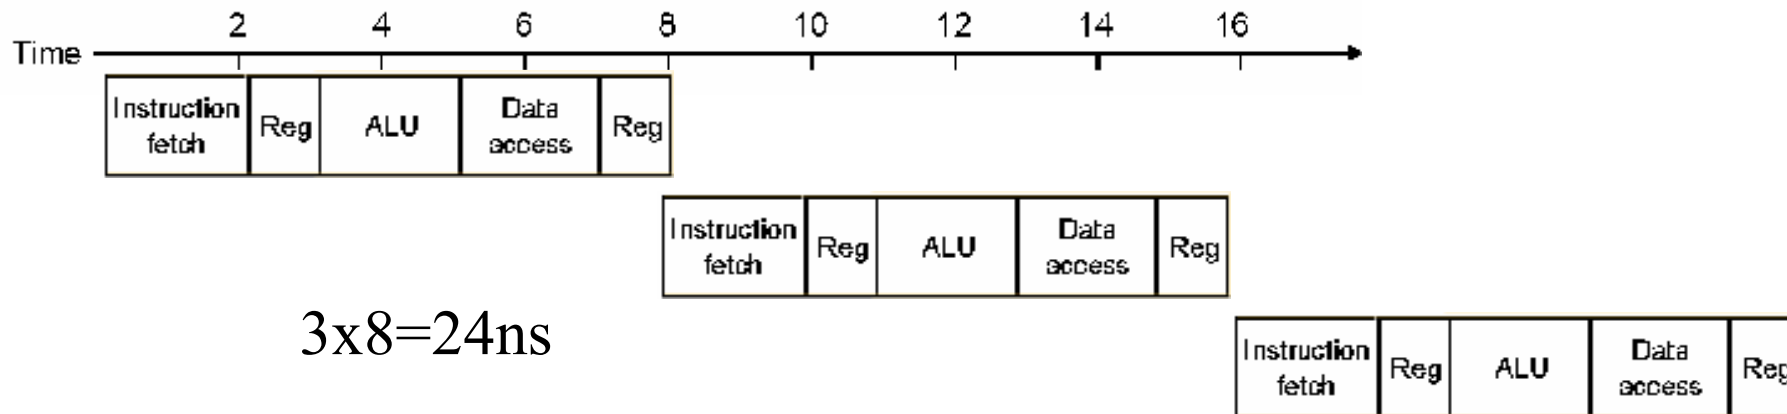 2 4 6 8 10 12 14 16
Time
Instruction
fetch
Reg
ALU
Data
access
Reg
Instruction
fetch
Reg
ALU
Data
access
Reg
3x8=24ns
Instruction
fetch
Reg
ALU
Data
access
Reg